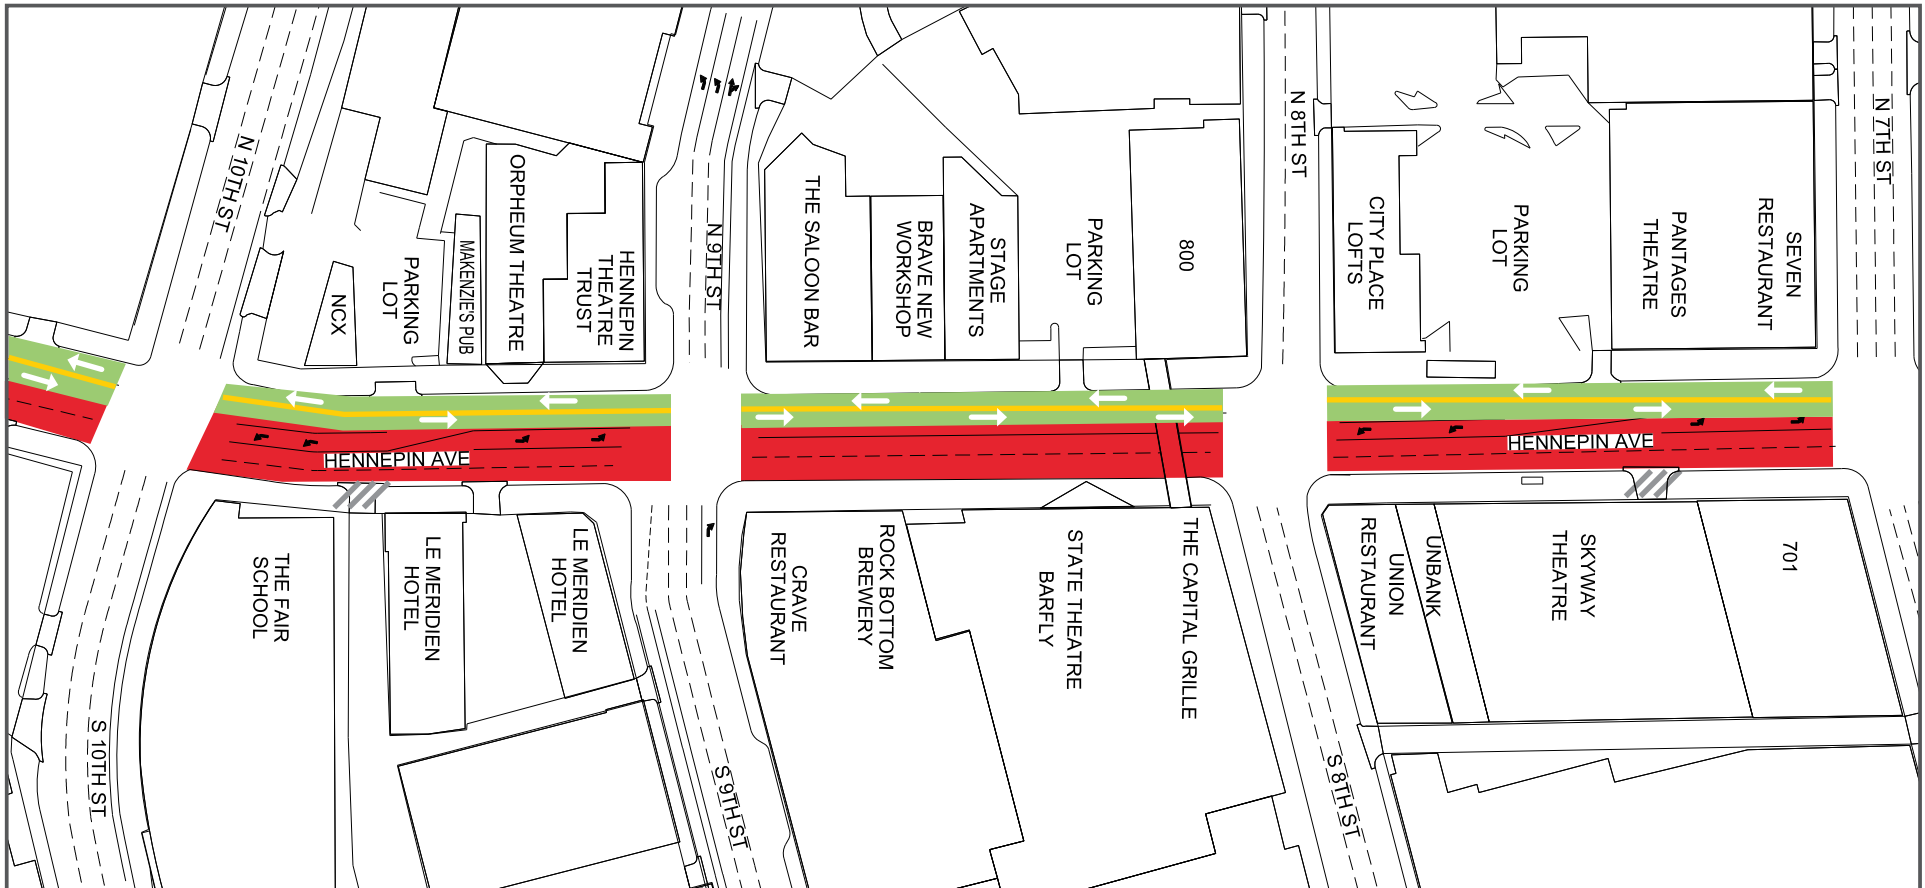 N 10TH ST
NCX
PARKING
LOT
MAKENZIE'S PUB
ORPHEUM THEATRE
HENNEPIN
THEATRE
TRUST
N 9TH ST
THE SALOON BAR
BRAVE NEW
WORKSHOP
STAGE
APARTMENTS
PARKING
LOT
800
N 8TH ST
CITY PLACE
LOFTS
PARKING
LOT
PANTAGES
THEATRE
SEVEN
RESTAURANT
N 7TH ST
HENNEPIN AVE
HENNEPIN AVE
S 10TH ST
THE FAIR
SCHOOL
LE MERIDIEN
HOTEL
LE MERIDIEN
HOTEL
S 9TH ST
CRAVE
RESTAURANT
ROCK BOTTOM
BREWERY
STATE THEATRE
BARFLY
THE CAPITAL GRILLE
S 8TH ST
UNION
RESTAURANT
UNBANK
SKYWAY
THEATRE
701